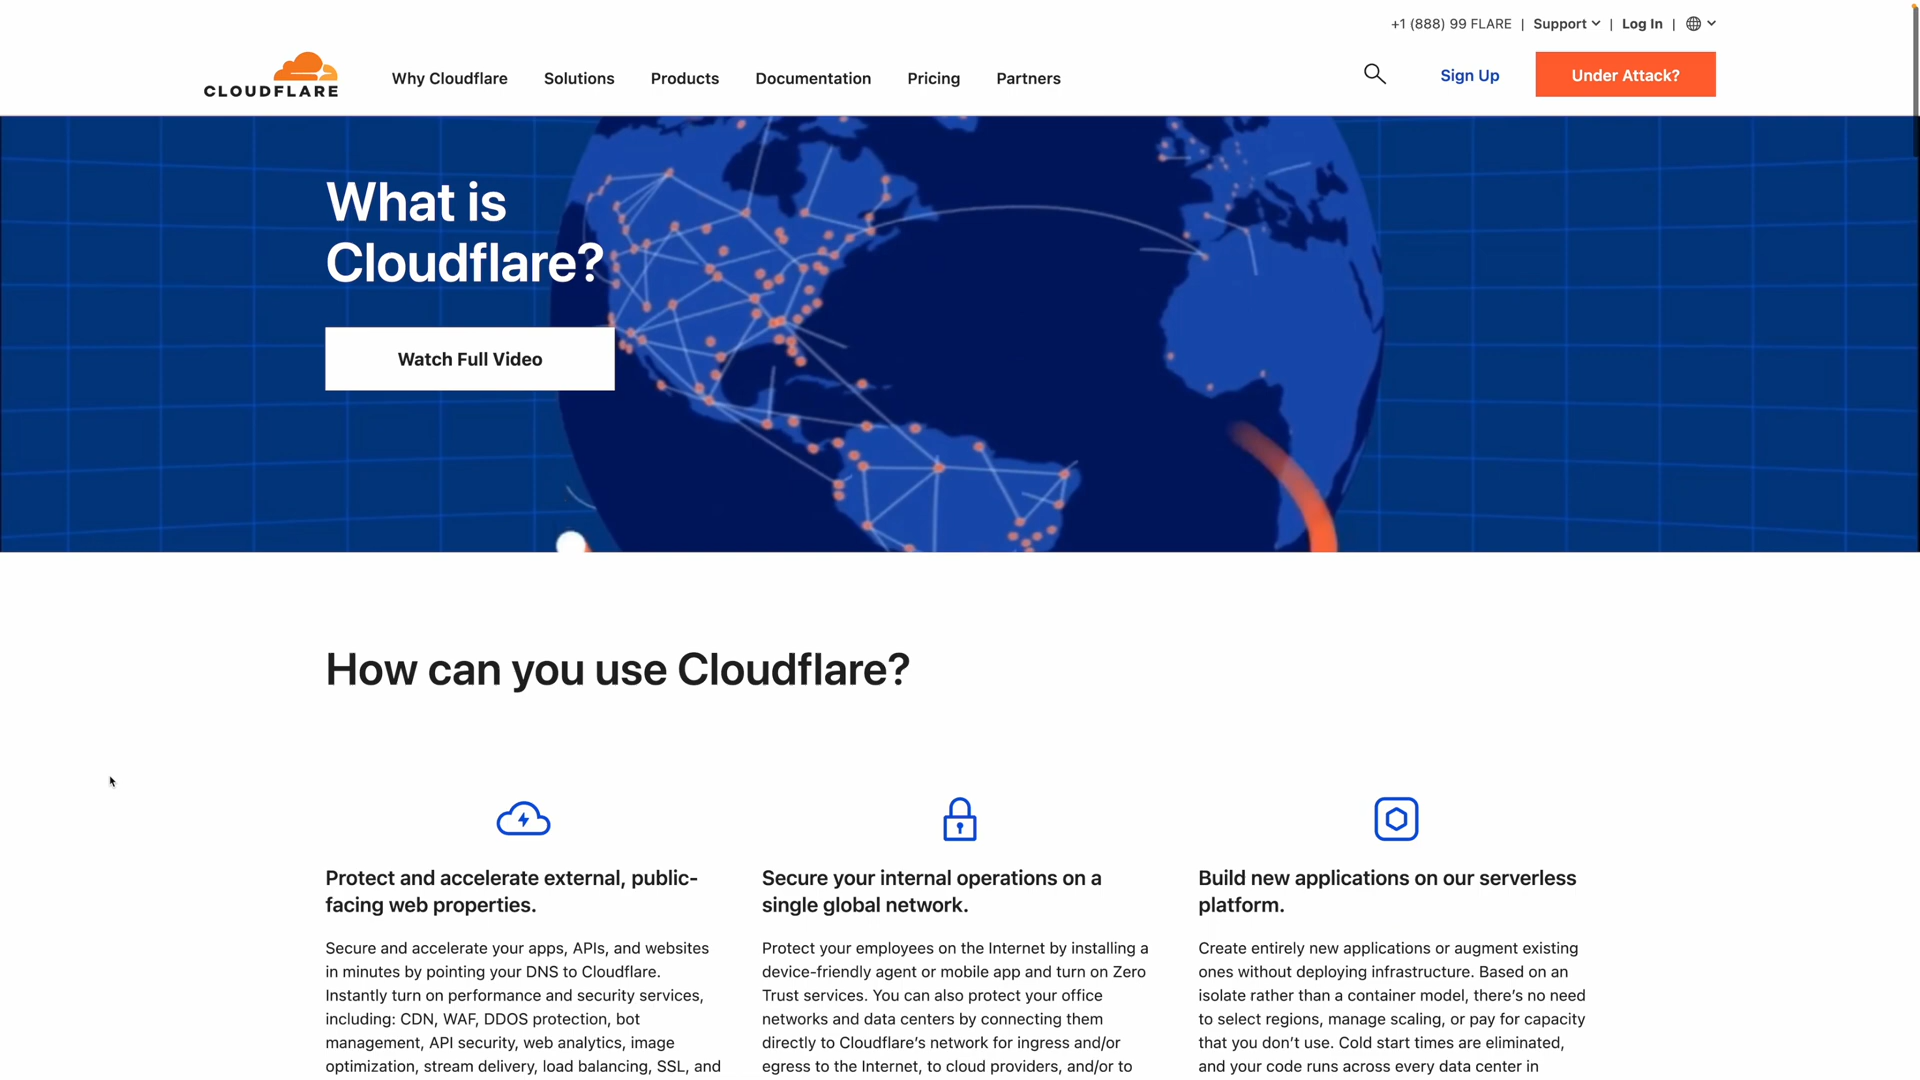 +1 (888) 99 FLARE | Support | Log In |
CLOUDFLARE
Why Cloudflare Solutions Products Documentation Pricing Partners Sign Up Under Attack?
What is
Cloudflare?
Watch Full Video
How can you use Cloudflare?
Protect and accelerate external, public-
facing web properties.
Secure and accelerate your apps, APIs, and websites
in minutes by pointing your DNS to Cloudflare.
Instantly turn on performance and security services,
including: CDN, WAF, DDOS protection, bot
management, API security, web analytics, image
optimization, stream delivery, load balancing, SSL, and
Secure your internal operations on a
single global network.
Protect your employees on the Internet by installing a
device-friendly agent or mobile app and turn on Zero
Trust services. You can also protect your office
networks and data centers by connecting them
directly to Cloudflare’s network for ingress and/or
egress to the Internet, to cloud providers, and/or to
Build new applications on our serverless
platform.
Create entirely new applications or augment existing
ones without deploying infrastructure. Based on an
isolate rather than a container model, there’s no need
to select regions, manage scaling, or pay for capacity
that you don’t use. Cold start times are eliminated,
and your code runs across every data center in